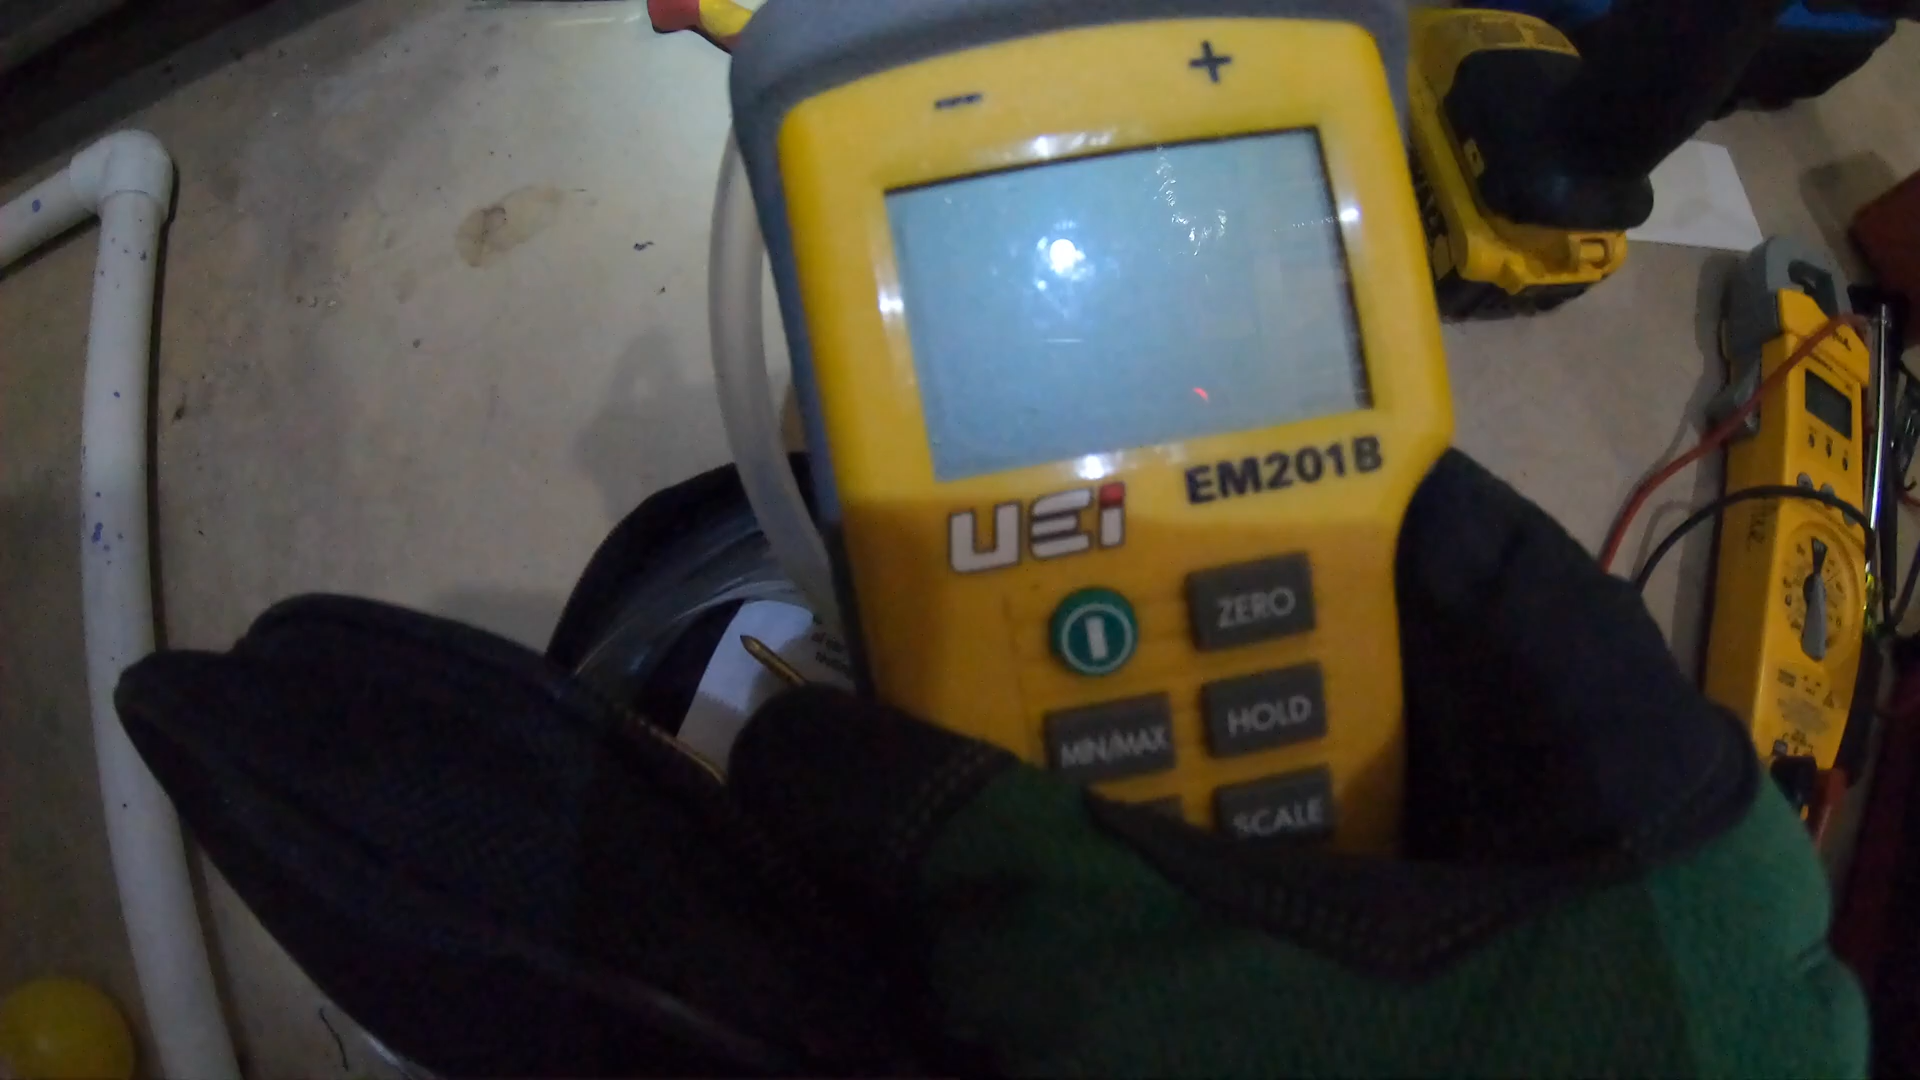 - +
EM201B
UEi
ZERO
MIN/MAX HOLD
SCALE